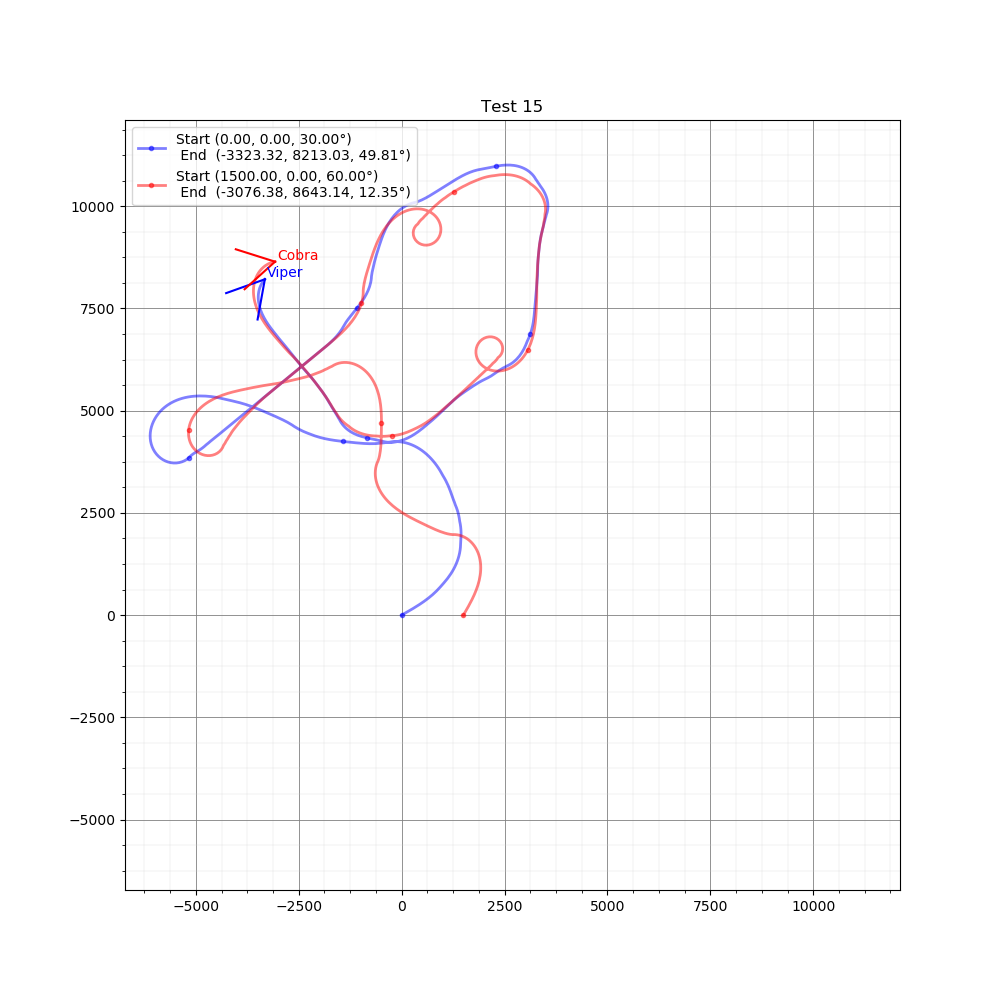 Test 15
Start (0.00, 0.00, 30.00°)
End  (-3323.32, 8213.03, 49.81°)
Start (1500.00, 0.00, 60.00°)
End  (-3076.38, 8643.14, 12.35°)
10000
7500
5000
2500
0
−2500
−5000
Cobra
Viper
−5000
−2500
0
2500
5000
7500
10000